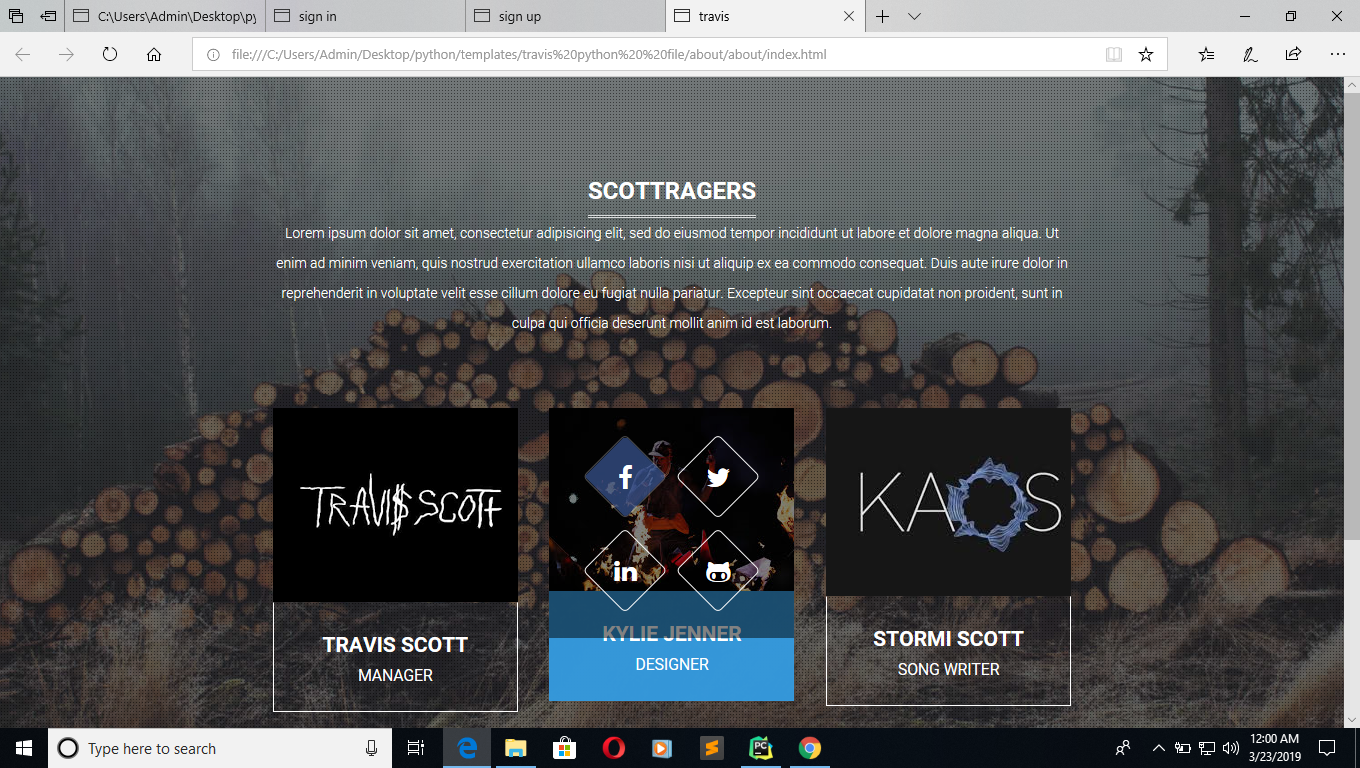 C:\Users\Admin\Desktop\py
sign in
sign up
travis
file:///C:/Users/Admin/Desktop/python/templates/travis%20python%20%20file/about/about/index.html
SCOTTRAGERS
Lorem ipsum dolor sit amet, consectetur adipisicing elit, sed do eiusmod tempor incididunt ut labore et dolore magna aliqua. Ut
enim ad minim veniam, quis nostrud exercitation ullamco laboris nisi ut aliquip ex ea commodo consequat. Duis aute irure dolor in
reprehenderit in voluptate velit esse cillum dolore eu fugiat nulla pariatur. Excepteur sint occaecat cupidatat non proident, sunt in
culpa qui officia deserunt mollit anim id est laborum.
TRAVI$ SCOTT
KAOS
f
in
TRAVIS SCOTT
MANAGER
KYLIE JENNER
DESIGNER
STORMI SCOTT
SONG WRITER
Type here to search
PC
12:00 AM
3/23/2019